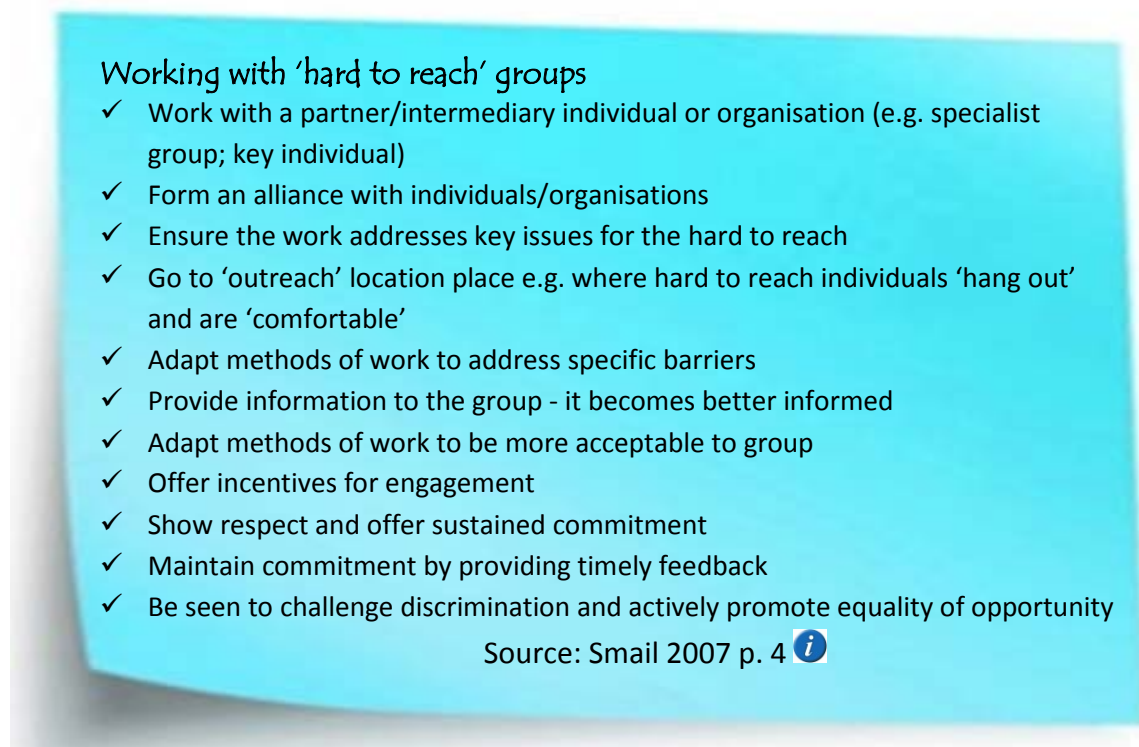 Working with ‘hard to reach’ groups
✓ Work with a partner/intermediary individual or organisation (e.g. specialist
group; key individual)
✓ Form an alliance with individuals/organisations
✓ Ensure the work addresses key issues for the hard to reach
✓ Go to ‘outreach’ location place e.g. where hard to reach individuals ‘hang out’
and are ‘comfortable’
✓ Adapt methods of work to address specific barriers
✓ Provide information to the group - it becomes better informed
✓ Adapt methods of work to be more acceptable to group
✓ Offer incentives for engagement
✓ Show respect and offer sustained commitment
✓ Maintain commitment by providing timely feedback
✓ Be seen to challenge discrimination and actively promote equality of opportunity
Source: Smail 2007 p. 4 i